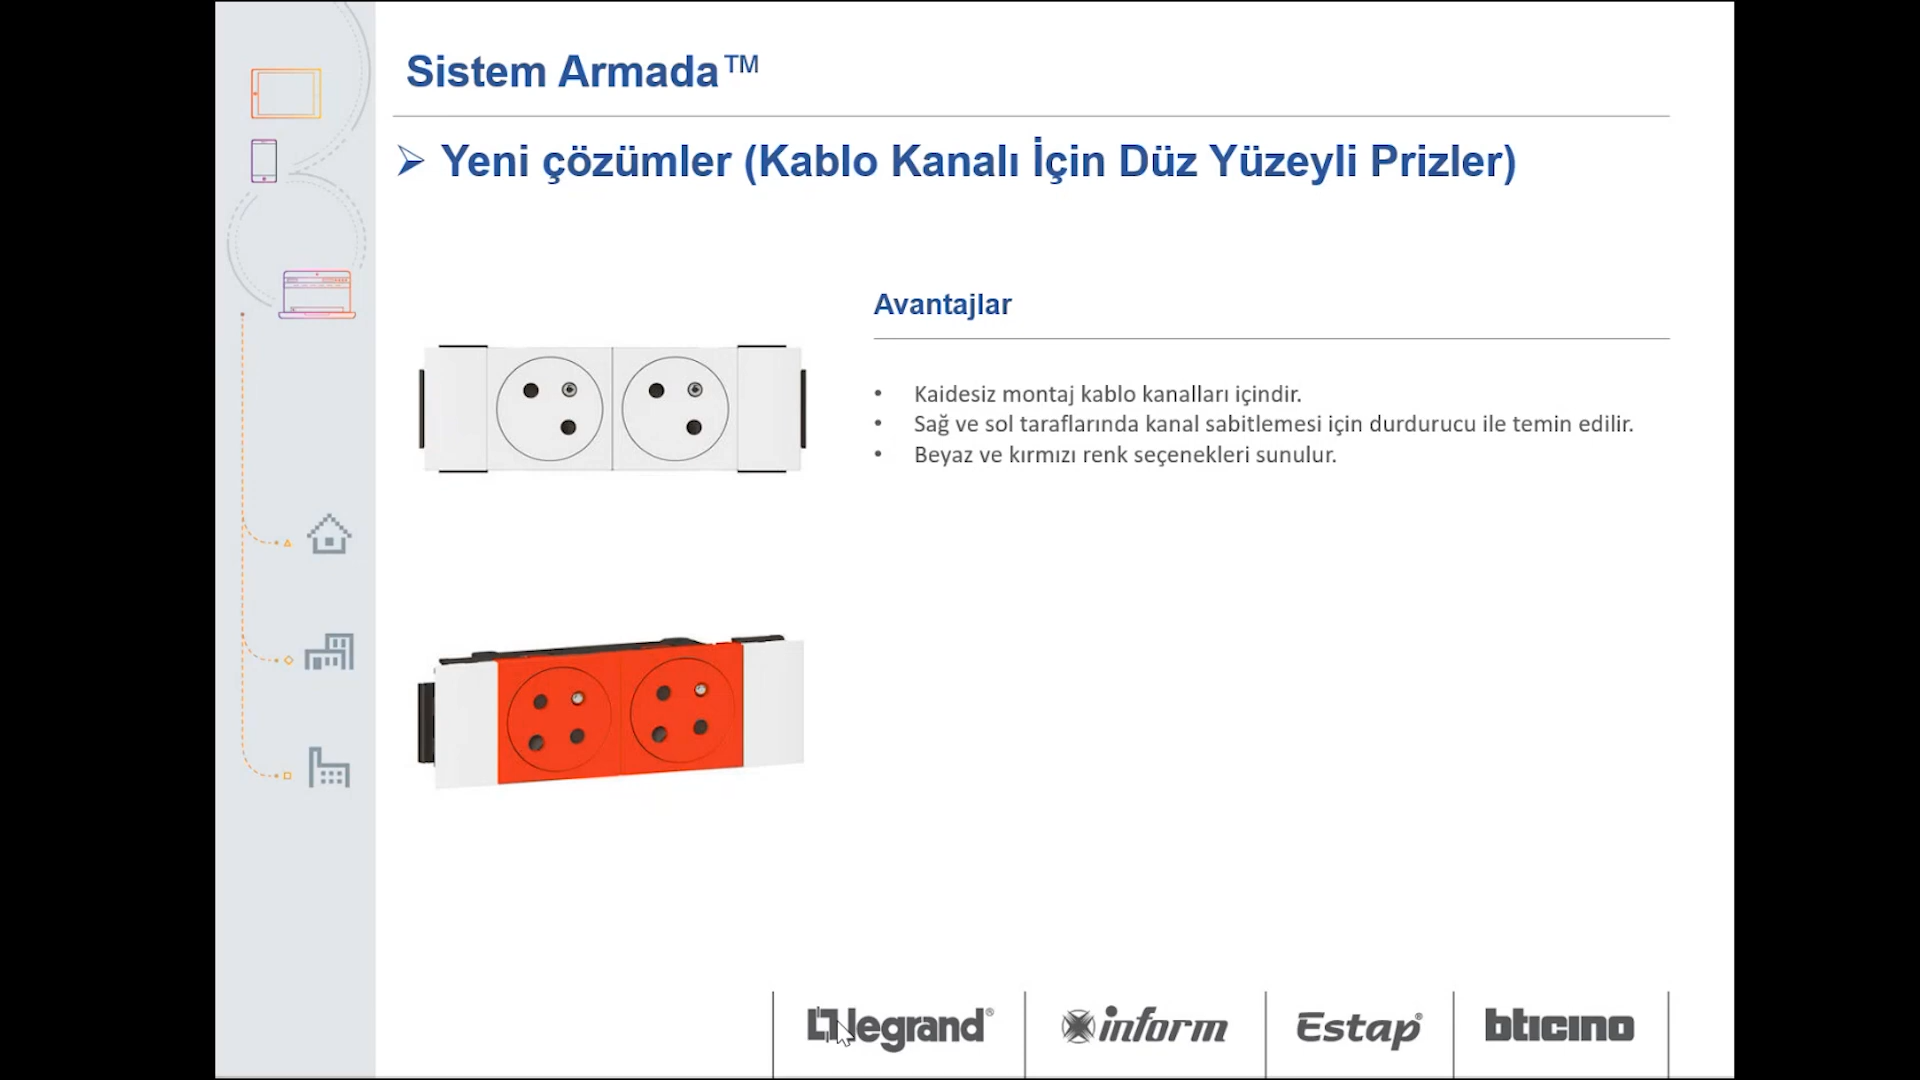 Sistem Armada™
➢ Yeni çözümler (Kablo Kanalı İçin Düz Yüzeyli Prizler)
Avantajlar
• Kaidesiz montaj kablo kanalları içindir.
• Sağ ve sol taraflarında kanal sabitlemesi için durdurucu ile temin edilir.
• Beyaz ve kırmızı renk seçenekleri sunulur.
legrand® inform Estap® bticino